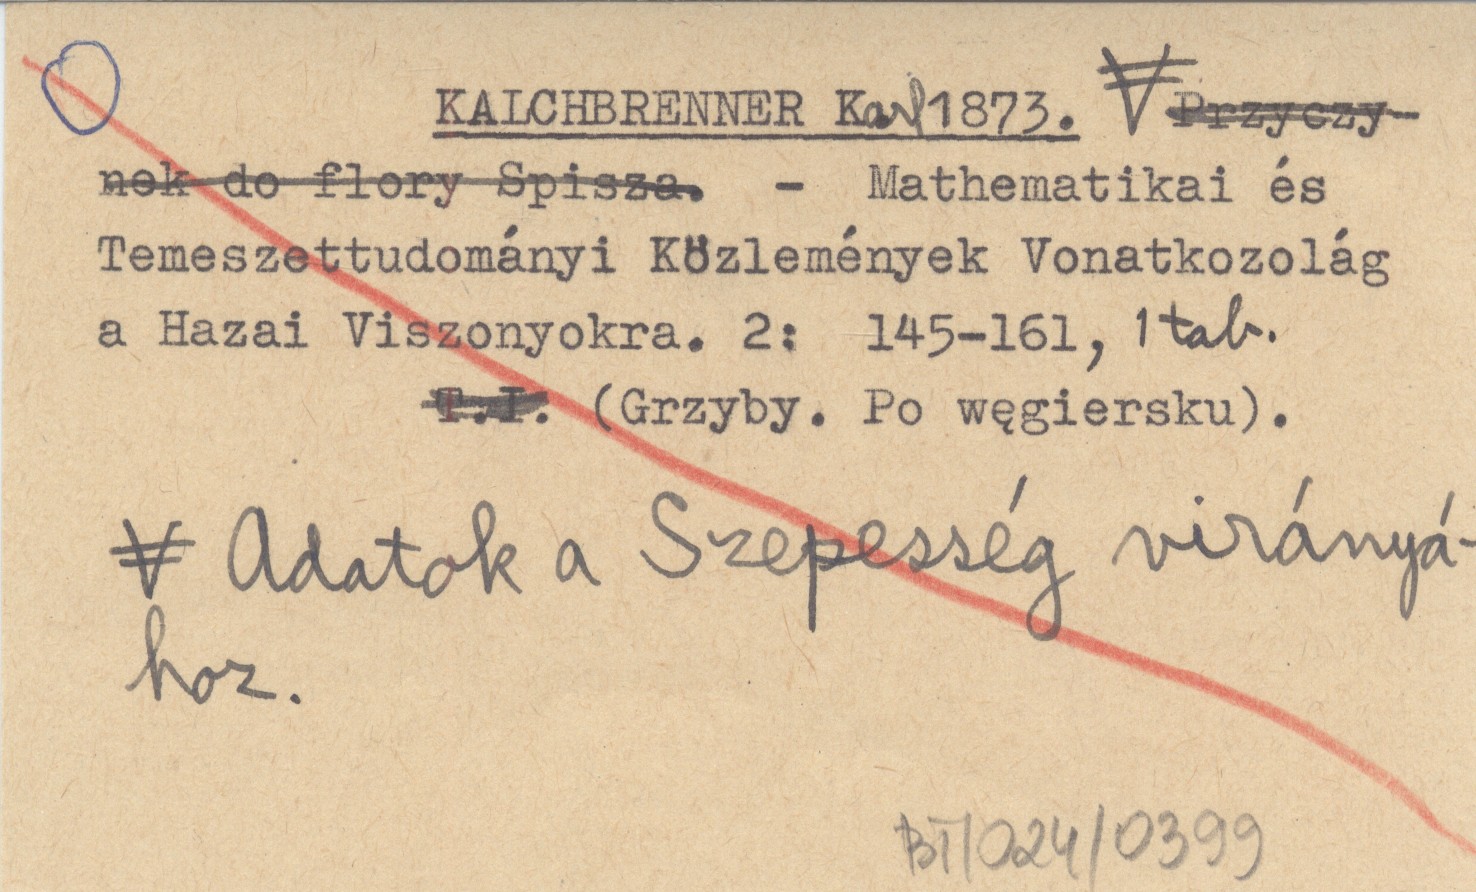 KALCHBRENNER Karl 1873. Przyczy
nek do flory Spisza. - Mathematikai és
Temeszettudományi Közlemények Vonatkozolág
a Hazai Viszonyokra. 2: 145-161, 1 tab.
T.I. (Grzyby. Po węgiersku).
Adatok a Szepesség virányá-
hoz.
BT/024/0399